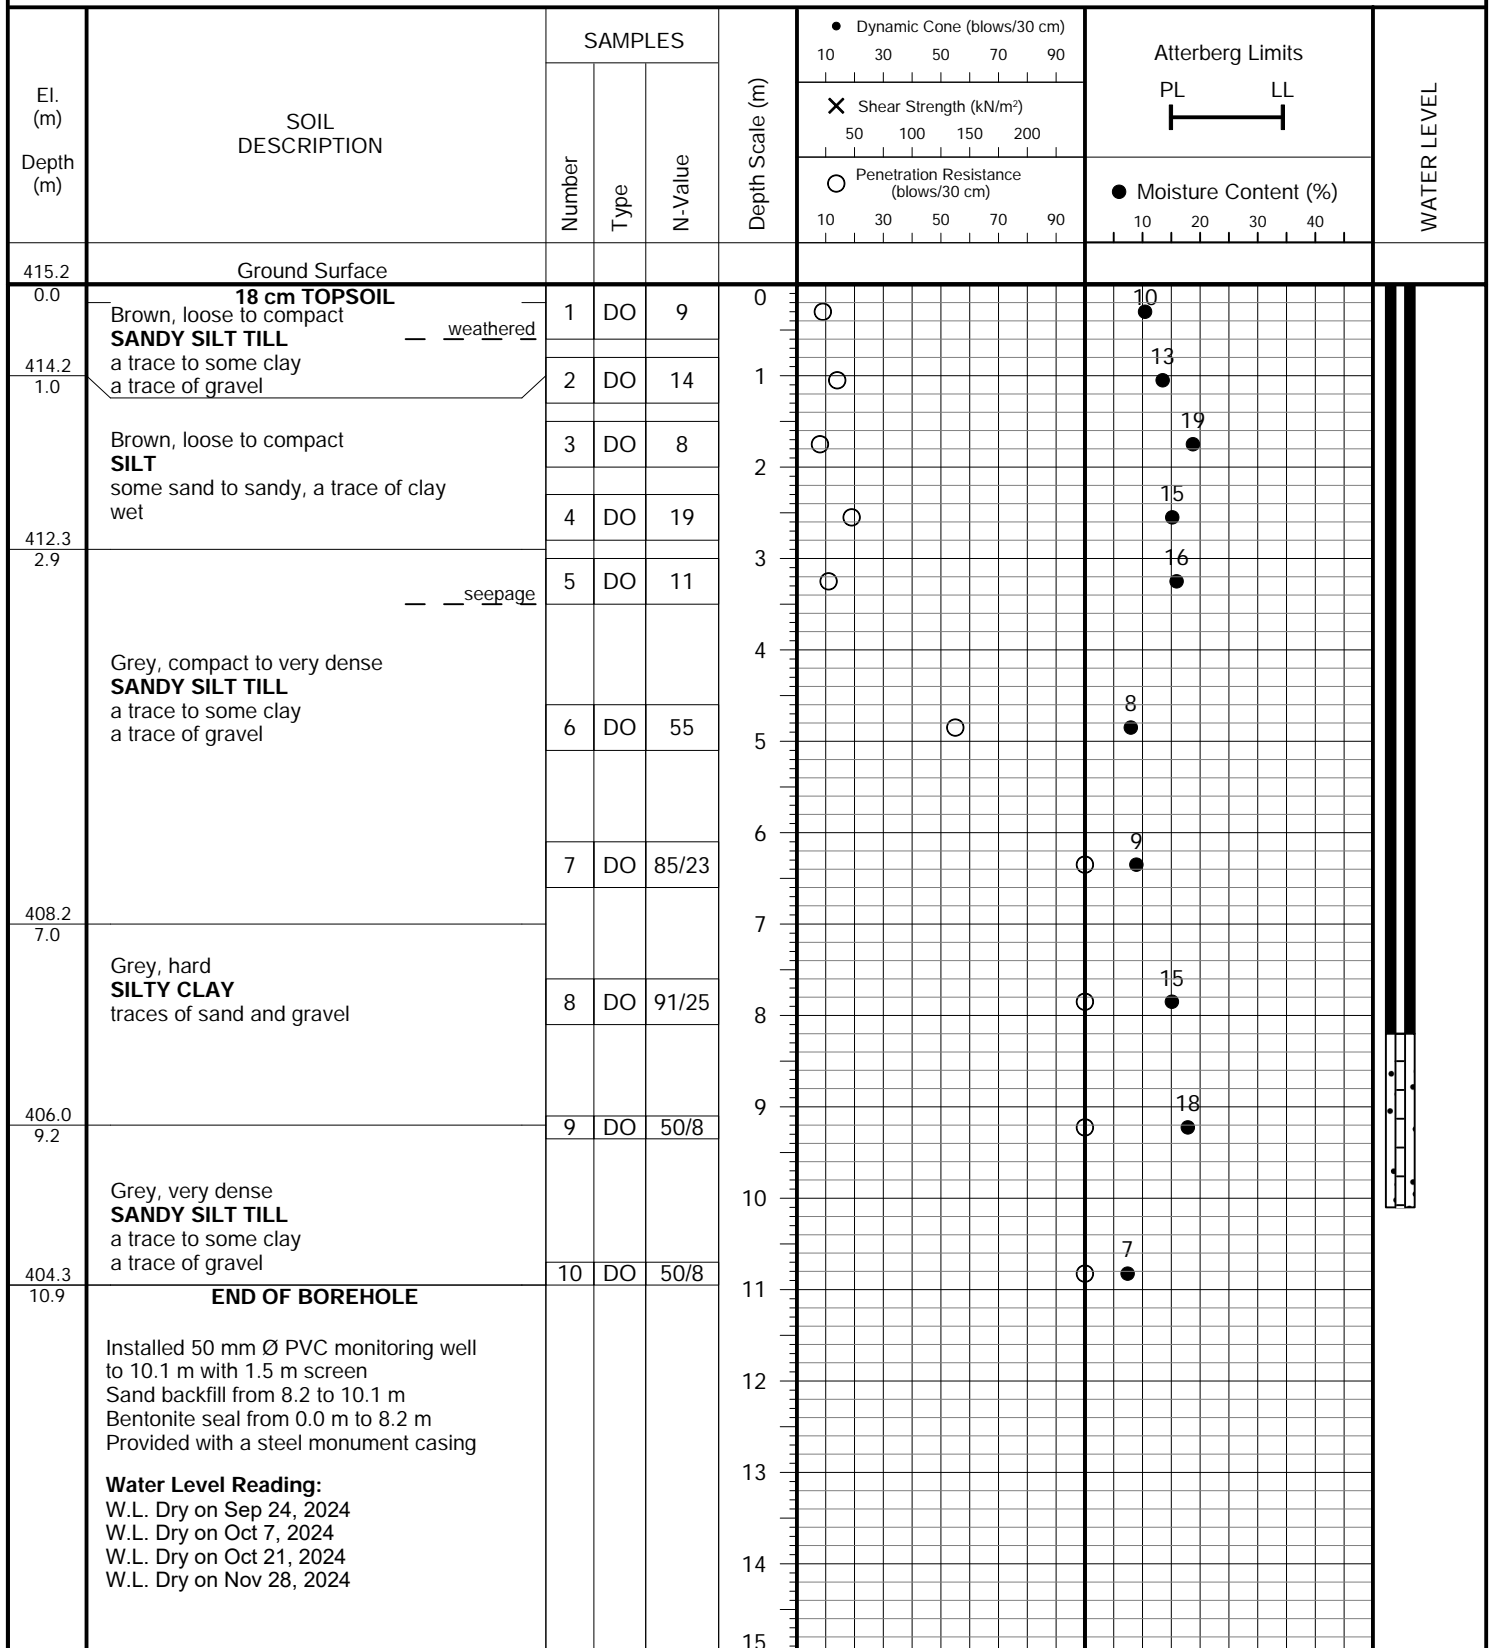 El.
(m)
Depth
(m)
SOIL
DESCRIPTION
SAMPLES
Number
Type
N-Value
Depth Scale (m)
● Dynamic Cone (blows/30 cm)
10 30 50 70 90
✕ Shear Strength (kN/m²)
50 100 150 200
○ Penetration Resistance
(blows/30 cm)
10 30 50 70 90
Atterberg Limits
PL LL
● Moisture Content (%)
10 20 30 40
WATER LEVEL
415.2 Ground Surface
0.0 18 cm TOPSOIL 0
Brown, loose to compact 1 DO 9 10
weathered
SANDY SILT TILL
a trace to some clay 13
414.2
1.0 a trace of gravel 2 DO 14 1
19
Brown, loose to compact 3 DO 8
SILT 2
some sand to sandy, a trace of clay 15
wet 4 DO 19
412.3
2.9 3 16
5 DO 11
seepage
4
Grey, compact to very dense
SANDY SILT TILL
a trace to some clay 8
a trace of gravel 6 DO 55 5
6 9
7 DO 85/23
408.2
7.0 7
Grey, hard 15
SILTY CLAY 8 DO 91/25
traces of sand and gravel 8
9 18
406.0
9.2 9 DO 50/8
Grey, very dense 10
SANDY SILT TILL
a trace to some clay 7
a trace of gravel 10 DO 50/8
404.3
10.9 END OF BOREHOLE 11
Installed 50 mm Ø PVC monitoring well
to 10.1 m with 1.5 m screen
Sand backfill from 8.2 to 10.1 m 12
Bentonite seal from 0.0 m to 8.2 m
Provided with a steel monument casing
13
Water Level Reading:
W.L. Dry on Sep 24, 2024
W.L. Dry on Oct 7, 2024
W.L. Dry on Oct 21, 2024 14
W.L. Dry on Nov 28, 2024
15